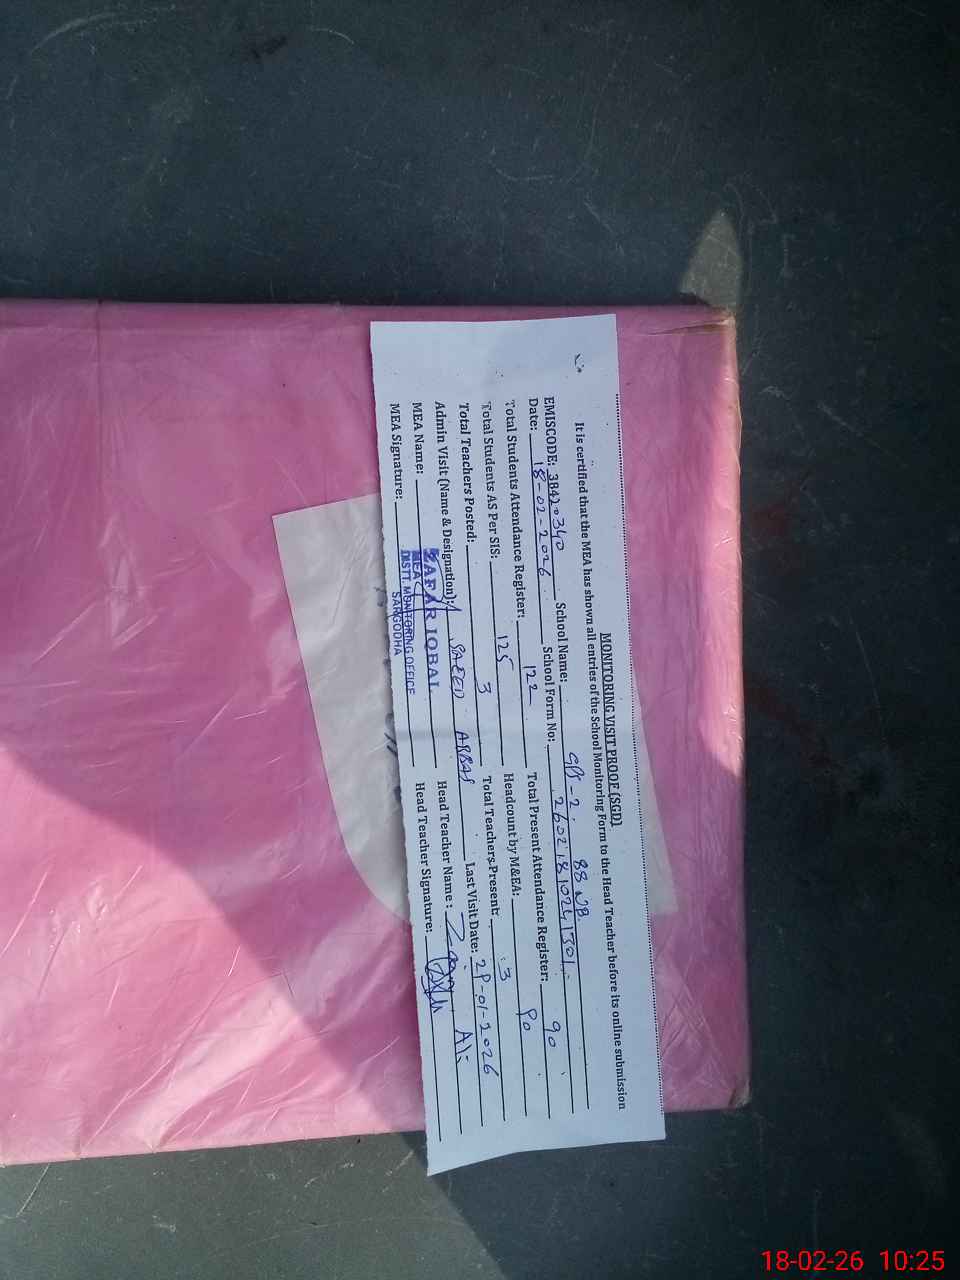 MONITORING VISIT PROOF (SGD)
It is certified that the MEA has shown all entries of the School Monitoring Form to the Head Teacher before its online submission
EMISCODE: 38420340 School Name: GPS-2. 88 NB.
Date: 18-02-2026 School Form No: 26021810241301
Total Students Attendance Register: 122 Total Present Attendance Register: 90
Total Students AS Per SIS: 125 Headcount by M&EA: 90
Total Teachers Posted: 3 Total Teachers Present: 3
Admin Visit (Name & Designation): SAEED ABBAS Last Visit Date: 29-01-2026
MEA Name: ZAFAR IQBAL Head Teacher Name:
MEA
MEA Signature: Head Teacher Signature:
DISTT. MONITORING OFFICE
SARGODHA
18-02-26 10:25